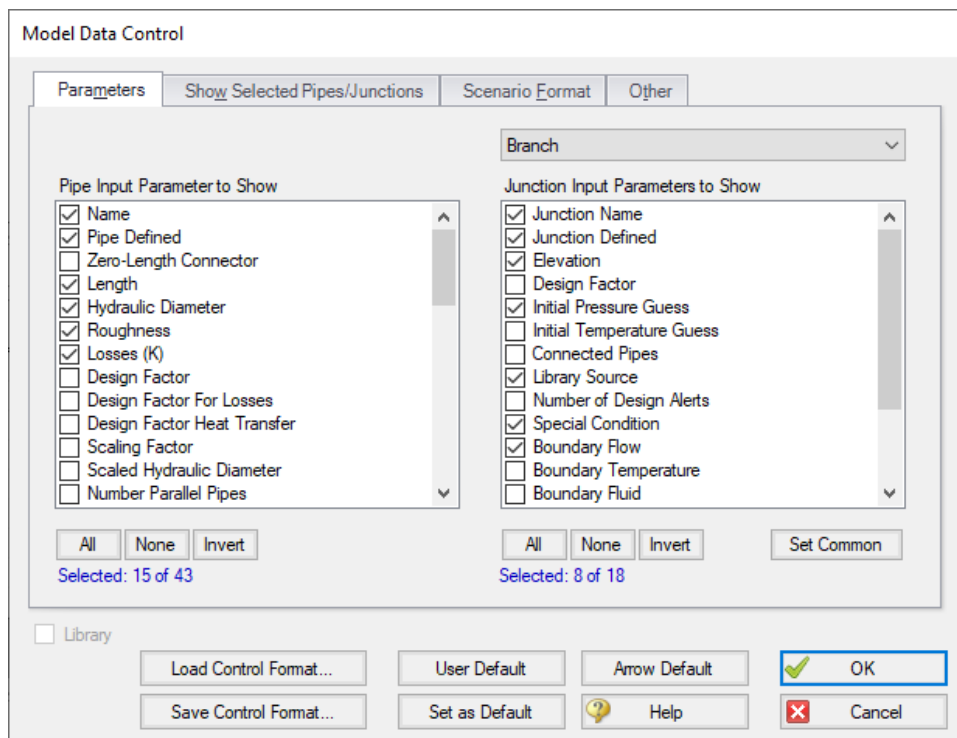 Model Data Control
Parameters
Show Selected Pipes/Junctions
Scenario Format
Other
Branch
Pipe Input Parameter to Show
Name
Pipe Defined
Zero-Length Connector
Length
Hydraulic Diameter
Roughness
Losses (K)
Design Factor
Design Factor For Losses
Design Factor Heat Transfer
Scaling Factor
Scaled Hydraulic Diameter
Number Parallel Pipes
All
None
Invert
Selected: 15 of 43
Junction Input Parameters to Show
Junction Name
Junction Defined
Elevation
Design Factor
Initial Pressure Guess
Initial Temperature Guess
Connected Pipes
Library Source
Number of Design Alerts
Special Condition
Boundary Flow
Boundary Temperature
Boundary Fluid
All
None
Invert
Set Common
Selected: 8 of 18
Library
Load Control Format...
User Default
Arrow Default
OK
Save Control Format...
Set as Default
Help
Cancel